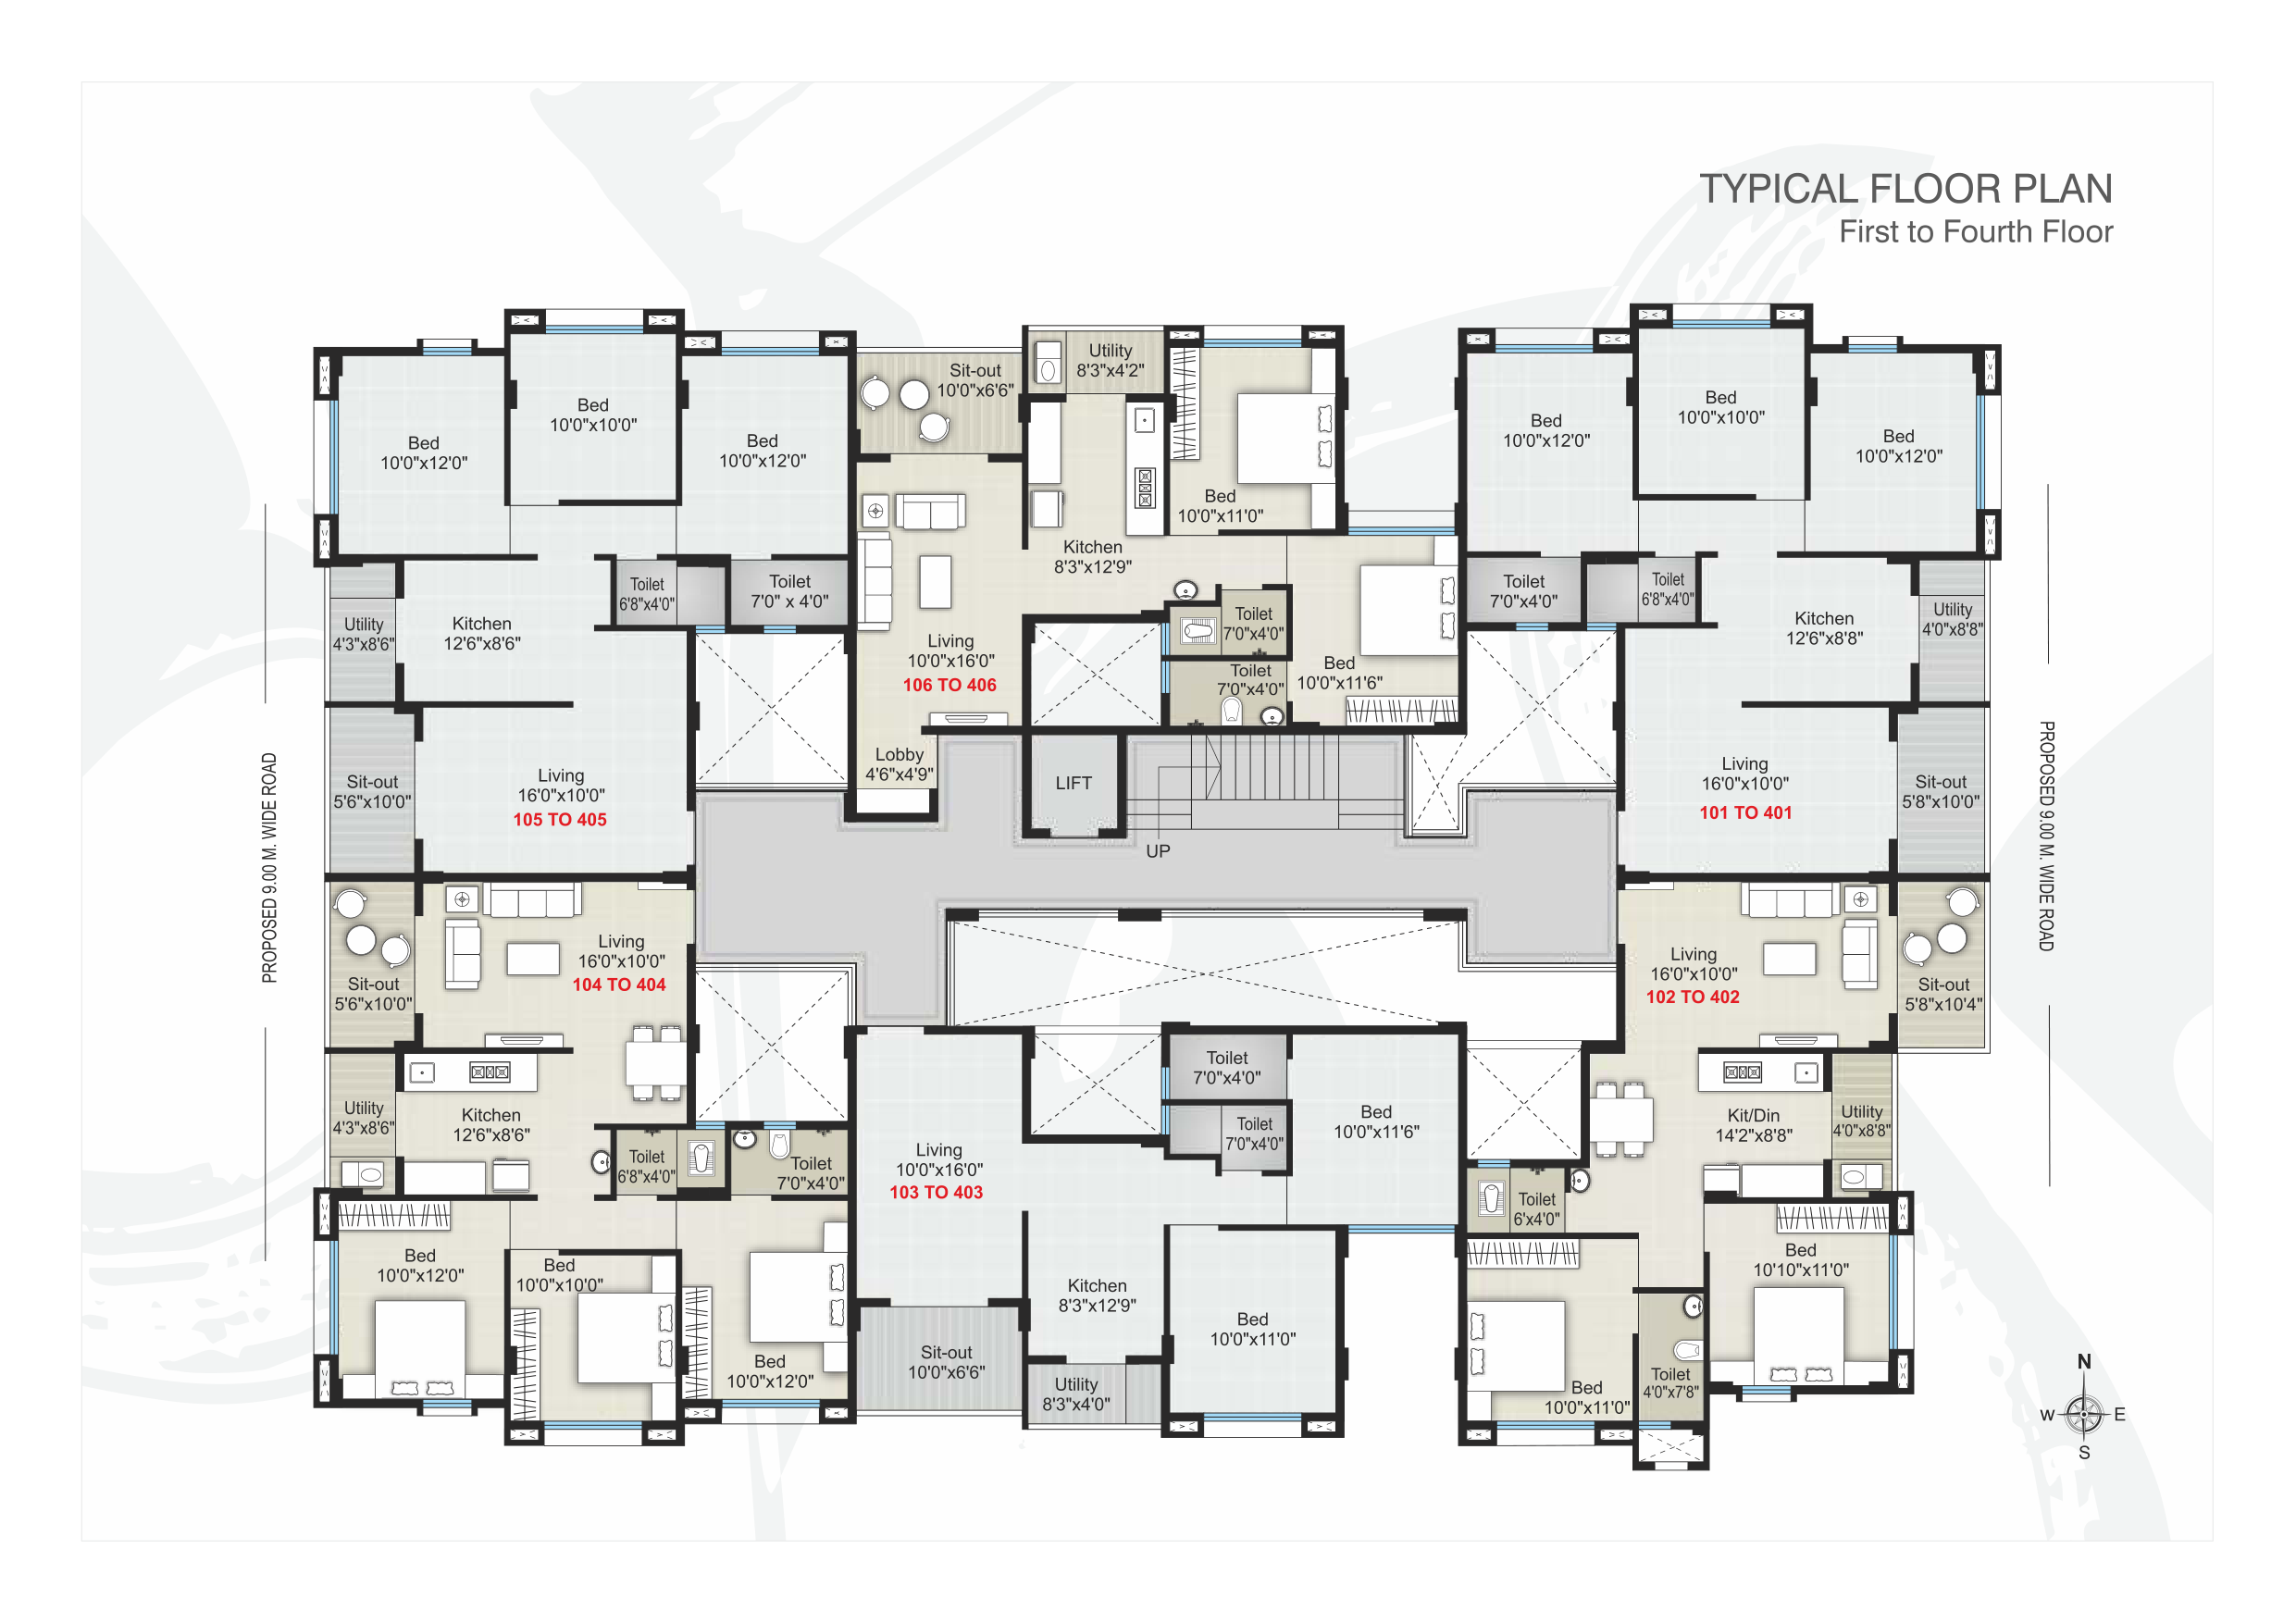 TYPICAL FLOOR PLAN
First to Fourth Floor
Bed
10'0"x12'0"
Bed
10'0"x10'0"
Bed
10'0"x12'0"
Toilet
6'8"x4'0"
Toilet
7'0" x 4'0"
Utility
4'3"x8'6"
Kitchen
12'6"x8'6"
Sit-out
5'6"x10'0"
Living
16'0"x10'0"
105 TO 405
Sit-out
10'0"x6'6"
Utility
8'3"x4'2"
Bed
10'0"x11'0"
Kitchen
8'3"x12'9"
Toilet
7'0"x4'0"
Toilet
7'0"x4'0"
Bed
10'0"x11'6"
Living
10'0"x16'0"
106 TO 406
Lobby
4'6"x4'9"
LIFT
UP
Bed
10'0"x12'0"
Bed
10'0"x10'0"
Bed
10'0"x12'0"
Toilet
7'0"x4'0"
Toilet
6'8"x4'0"
Kitchen
12'6"x8'8"
Utility
4'0"x8'8"
Living
16'0"x10'0"
101 TO 401
Sit-out
5'8"x10'0"
PROPOSED 9.00 M. WIDE ROAD
PROPOSED 9.00 M. WIDE ROAD
Sit-out
5'6"x10'0"
Living
16'0"x10'0"
104 TO 404
Utility
4'3"x8'6"
Kitchen
12'6"x8'6"
Toilet
6'8"x4'0"
Toilet
7'0"x4'0"
Bed
10'0"x12'0"
Bed
10'0"x10'0"
Bed
10'0"x12'0"
Living
10'0"x16'0"
103 TO 403
Toilet
7'0"x4'0"
Toilet
7'0"x4'0"
Bed
10'0"x11'6"
Kitchen
8'3"x12'9"
Bed
10'0"x11'0"
Sit-out
10'0"x6'6"
Utility
8'3"x4'0"
Living
16'0"x10'0"
102 TO 402
Sit-out
5'8"x10'4"
Kit/Din
14'2"x8'8"
Utility
4'0"x8'8"
Toilet
6'x4'0"
Bed
10'10"x11'0"
Toilet
4'0"x7'8"
Bed
10'0"x11'0"
N
W
E
S